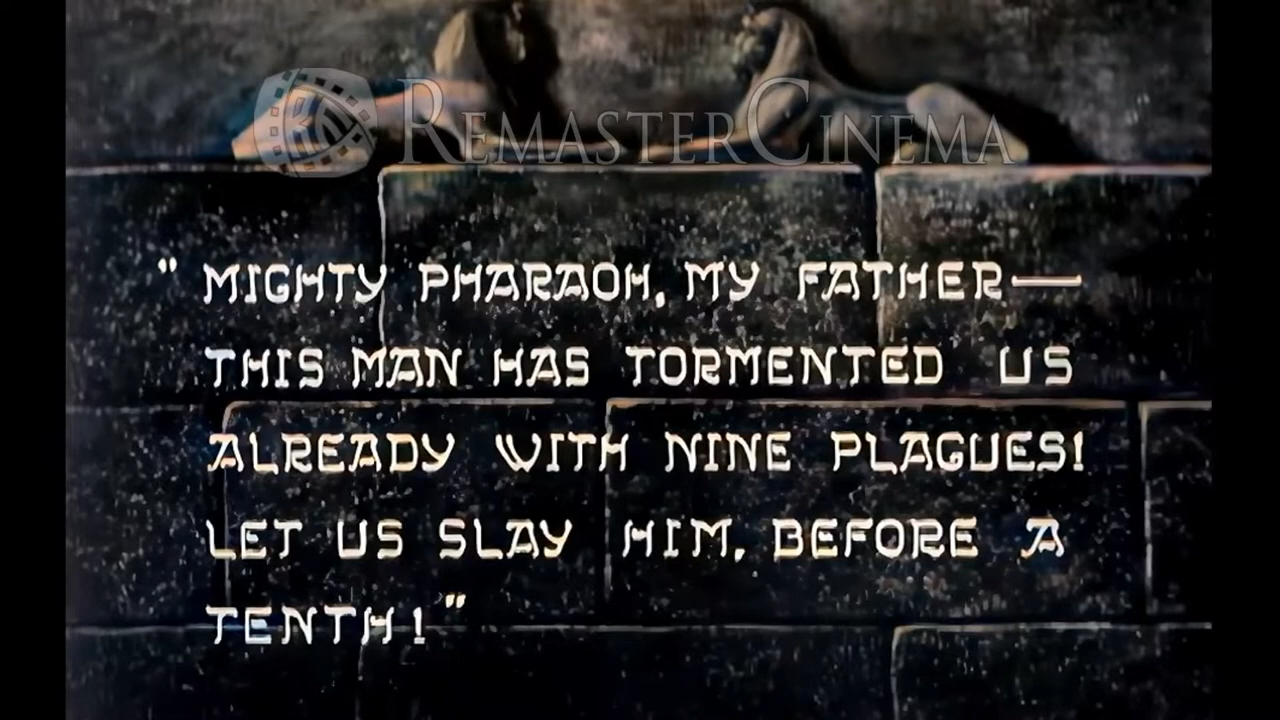 REMASTERCINEMA
" MIGHTY PHARAOH, MY FATHER—
THIS MAN HAS TORMENTED US
ALREADY WITH NINE PLAGUES!
LET US SLAY HIM, BEFORE A
TENTH!"